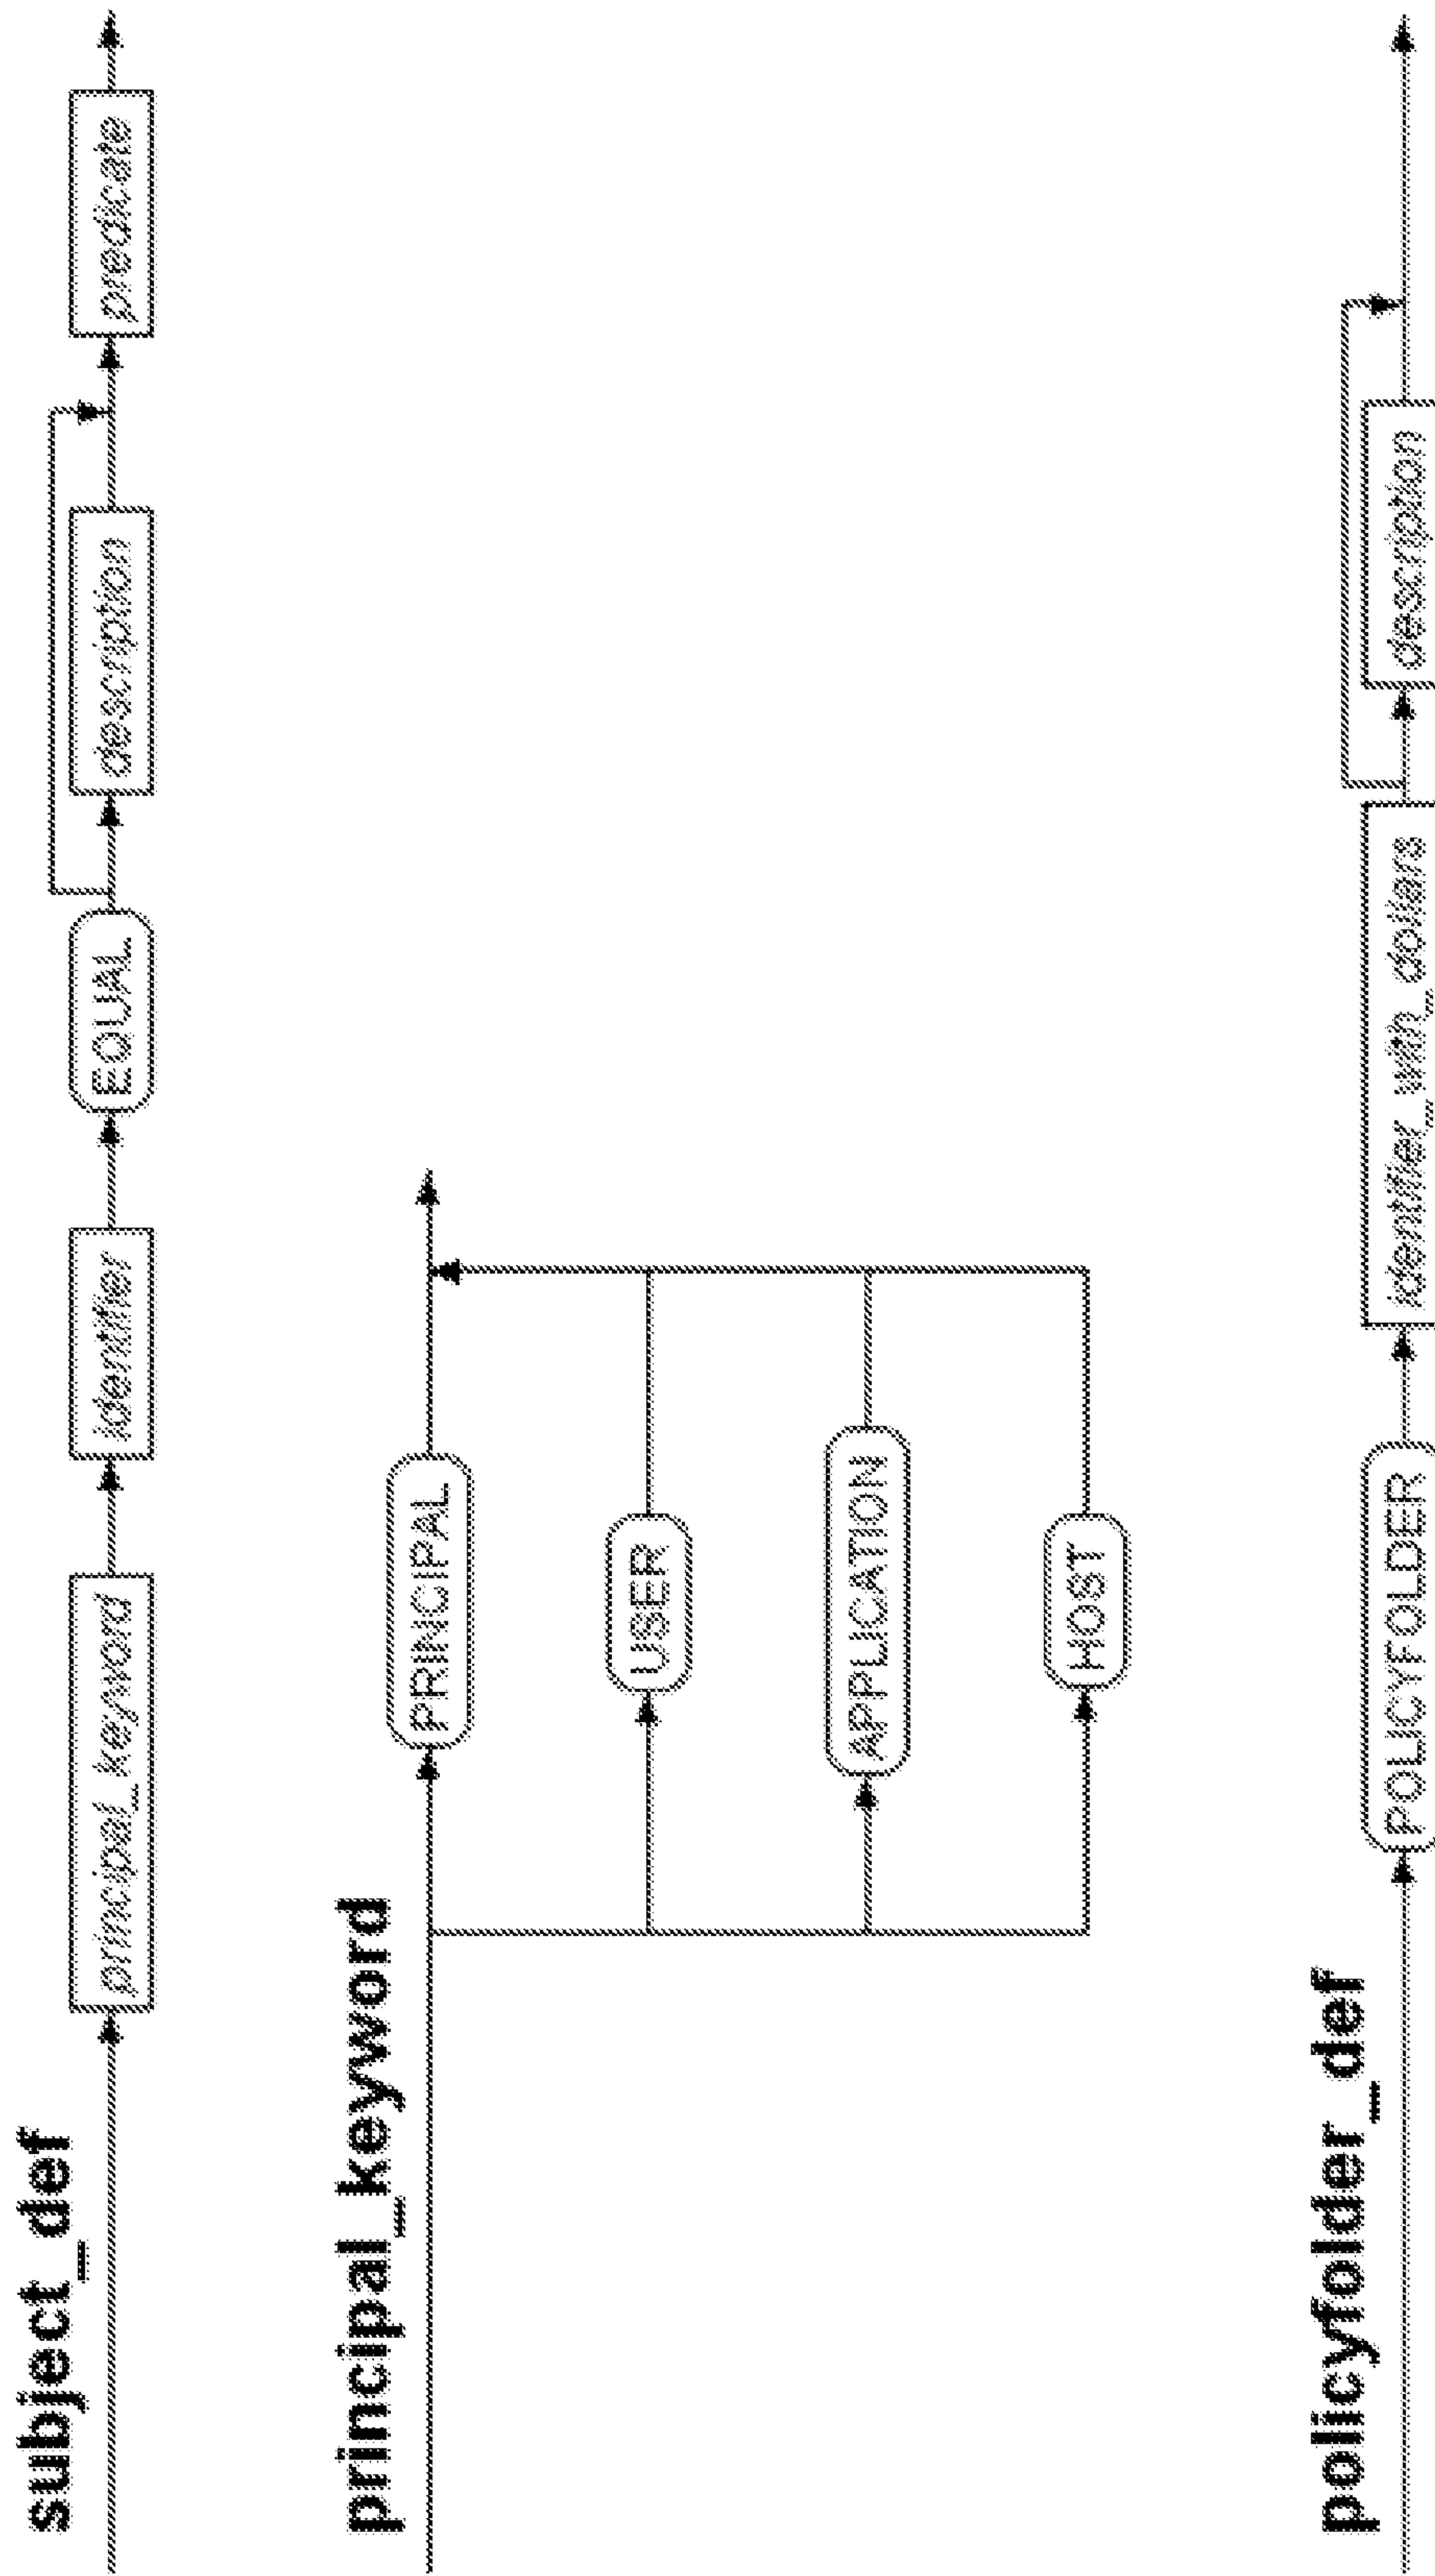 subject_def
principal_keyword identifier EQUAL description predicate
principal_keyword
PRINCIPAL
USER
APPLICATION
HOST
policyfolder_def
POLICYFOLDER identifier_with_dollars description